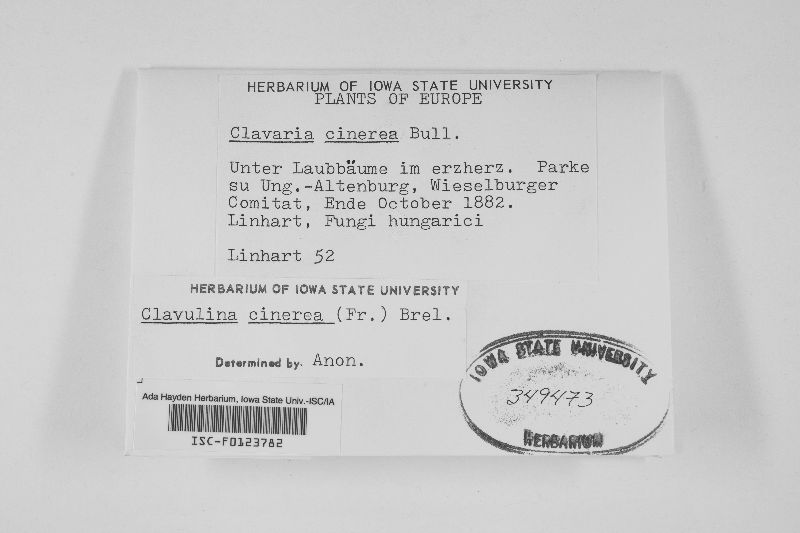 HERBARIUM OF IOWA STATE UNIVERSITY
PLANTS OF EUROPE
Clavaria cinerea Bull.
Unter Laubbäume im erzherz. Parke
su Ung.-Altenburg, Wieselburger
Comitat, Ende October 1882.
Linhart, Fungi hungarici
Linhart 52
HERBARIUM OF IOWA STATE UNIVERSITY
Clavulina cinerea (Fr.) Brel.
Determined by. Anon.
Ada Hayden Herbarium, Iowa State Univ.-ISC/IA
ISC-F0123782
IOWA STATE UNIVERSITY
349473
HERBARIUM